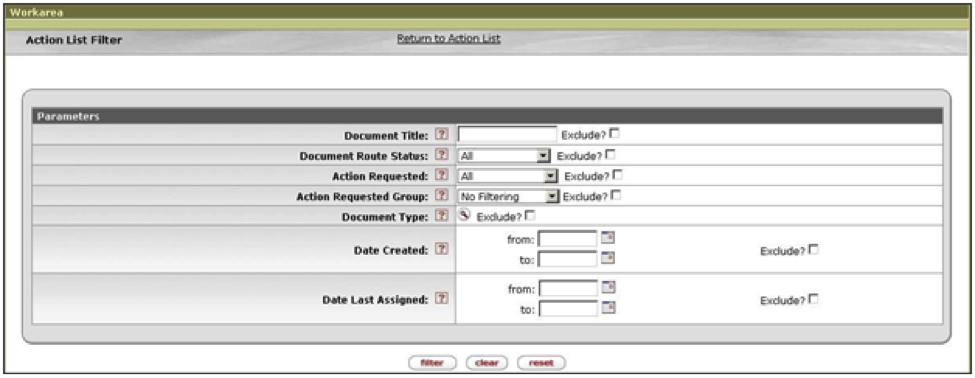 Workarea
Action List Filter Return to Action List
Parameters
Document Title: ? Exclude?
Document Route Status: ? All Exclude?
Action Requested: ? All Exclude?
Action Requested Group: ? No Filtering Exclude?
Document Type: ? Exclude?
Date Created: ? from: to: Exclude?
Date Last Assigned: ? from: to: Exclude?
filter clear reset